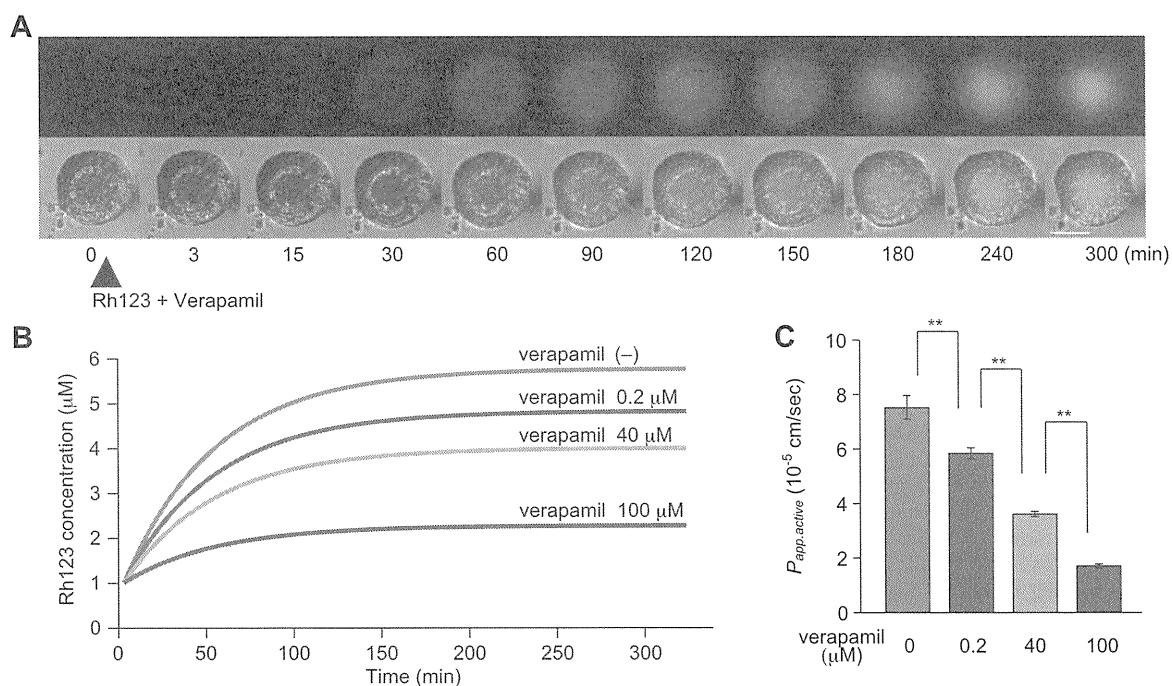 A
0 3 15 30 60 90 120 150 180 240 300 (min)
Rh123 + Verapamil
B
Rh123 concentration (μM)
6
5
4
3
2
1
0
verapamil (–)
verapamil 0.2 μM
verapamil 40 μM
verapamil 100 μM
0 50 100 150 200 250 300
Time (min)
C
P app.active (10⁻⁵ cm/sec)
10
8
6
4
2
0
**
**
**
verapamil
(μM)
0 0.2 40 100